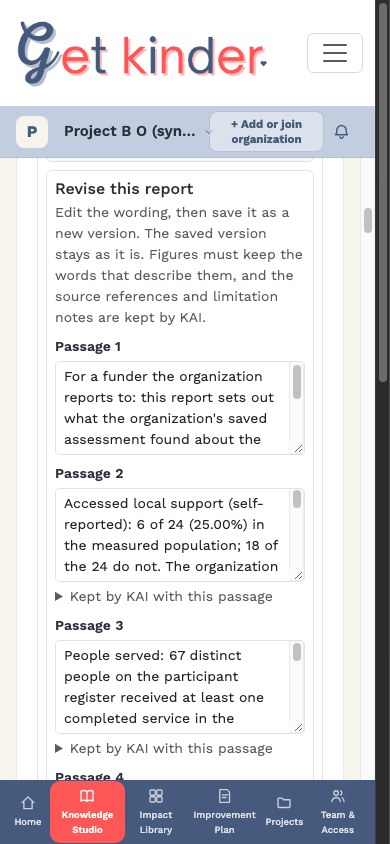 Get kinder
P
Project B O (syn...
+ Add or join
organization
Revise this report
Edit the wording, then save it as a
new version. The saved version
stays as it is. Figures must keep the
words that describe them, and the
source references and limitation
notes are kept by KAI.
Passage 1
For a funder the organization
reports to: this report sets out
what the organization's saved
assessment found about the
Passage 2
Accessed local support (self-
reported): 6 of 24 (25.00%) in
the measured population; 18 of
the 24 do not. The organization
Kept by KAI with this passage
Passage 3
People served: 67 distinct
people on the participant
register received at least one
completed service in the
Kept by KAI with this passage
Passage 4
Home
Knowledge
Studio
Impact
Library
Improvement
Plan
Projects
Team &
Access